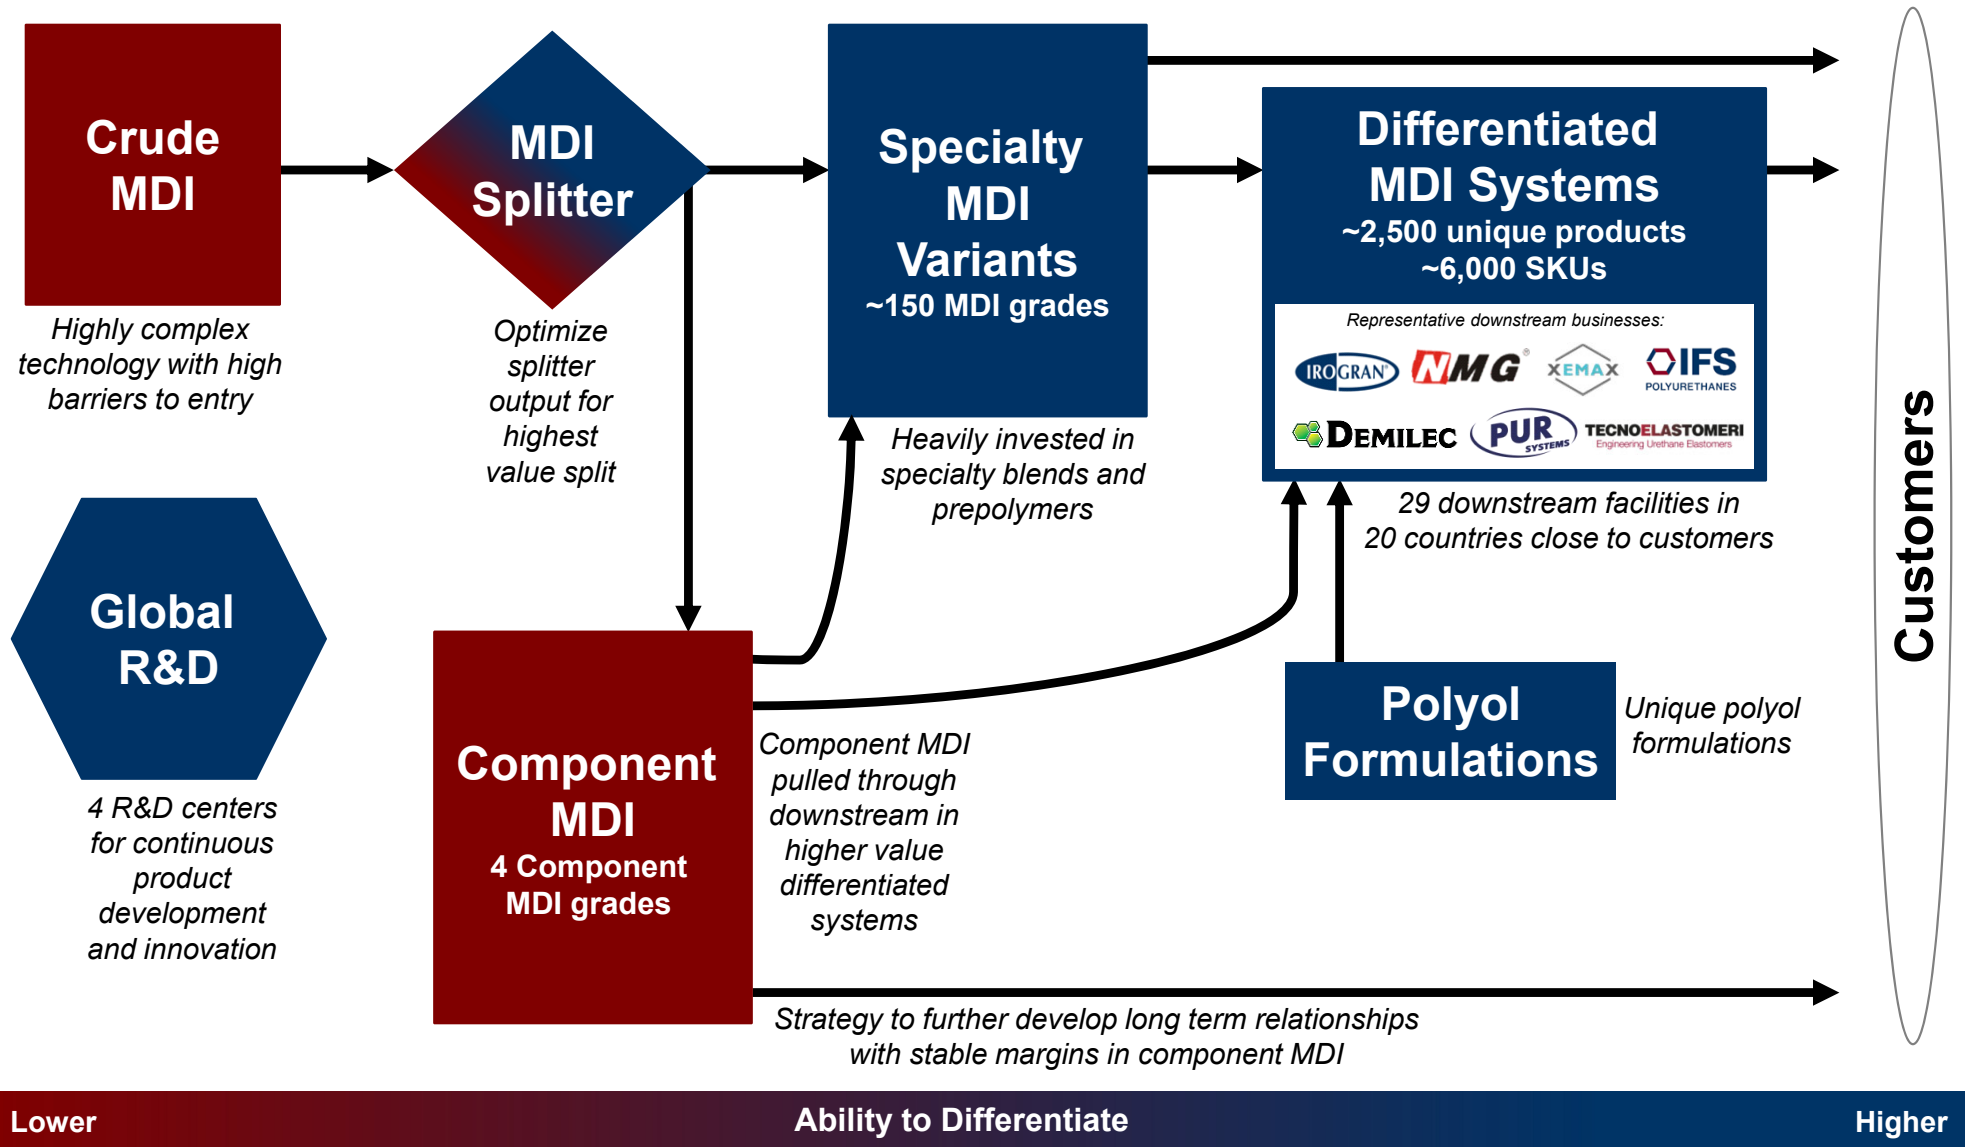 Crude
MDI
Highly complex
technology with high
barriers to entry
MDI
Splitter
Optimize
splitter
output for
highest
value split
Specialty
MDI
Variants
~150 MDI grades
Heavily invested in
specialty blends and
prepolymers
Differentiated
MDI Systems
~2,500 unique products
~6,000 SKUs
Representative downstream businesses:
IROGRAN®
NMG®
XEMAX
IFS
POLYURETHANES
DEMILEC
PUR
SYSTEMS
TECNOELASTOMERI
Engineering Urethane Elastomers
29 downstream facilities in
20 countries close to customers
Customers
Global
R&D
4 R&D centers
for continuous
product
development
and innovation
Component
MDI
4 Component
MDI grades
Component MDI
pulled through
downstream in
higher value
differentiated
systems
Polyol
Formulations
Unique polyol
formulations
Strategy to further develop long term relationships
with stable margins in component MDI
Lower
Ability to Differentiate
Higher